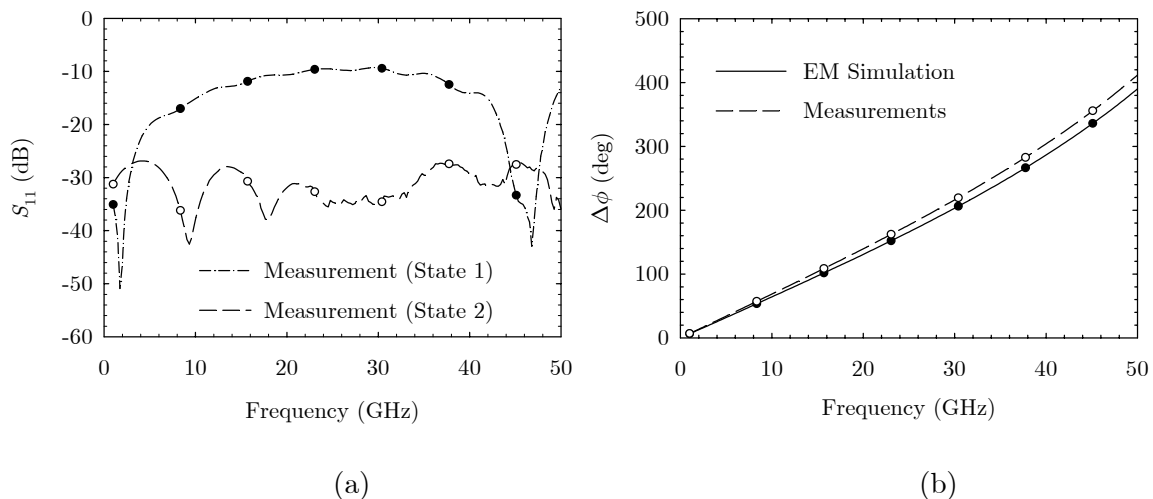 0
-10
-20
-30
-40
-50
-60
S11 (dB)
Measurement (State 1)
Measurement (State 2)
0 10 20 30 40 50
Frequency (GHz)
(a)
500
400
300
200
100
0
Δϕ (deg)
EM Simulation
Measurements
0 10 20 30 40 50
Frequency (GHz)
(b)